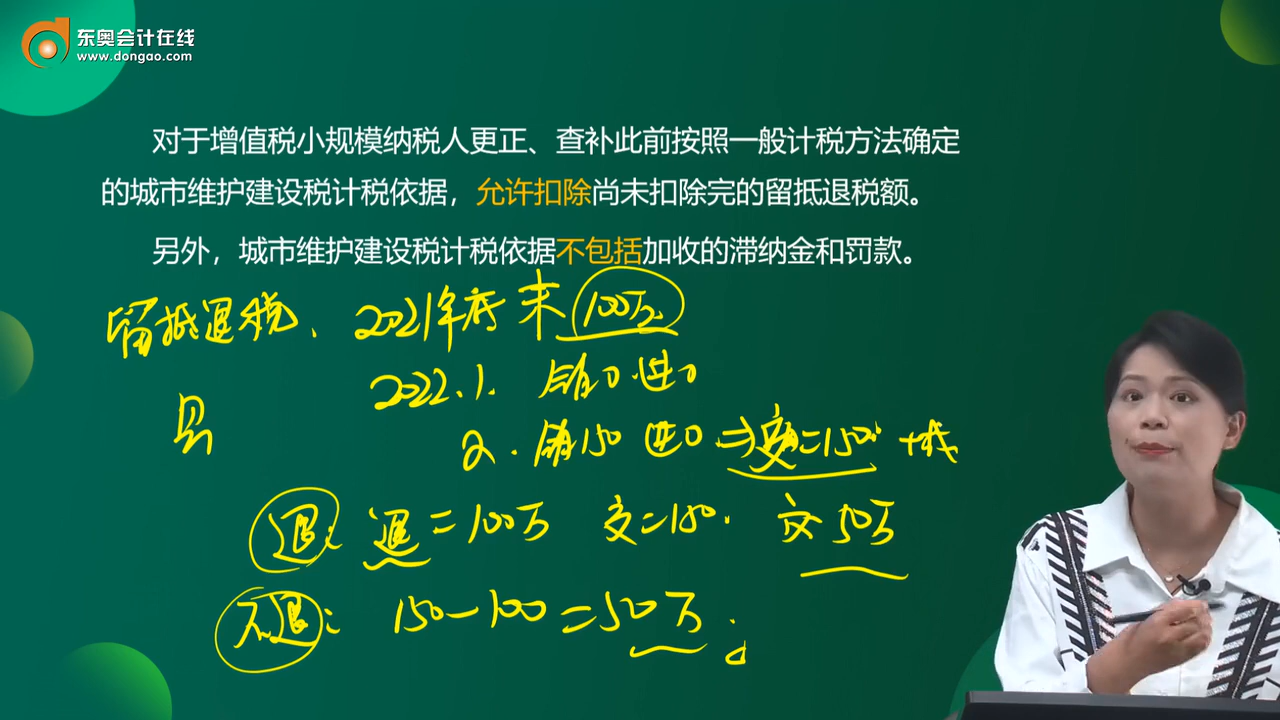 东奥会计在线
www.dongao.com
对于增值税小规模纳税人更正、查补此前按照一般计税方法确定
的城市维护建设税计税依据，允许扣除尚未扣除完的留抵退税额。
另外，城市维护建设税计税依据不包括加收的滞纳金和罚款。
留抵退税、2021年底 末 100万
2022.1. 销0 进0
2. 销150 进0 ⇒ 交=150. +城
退: 退=100万 交=150. 交50万
不退: 150-100=50万.